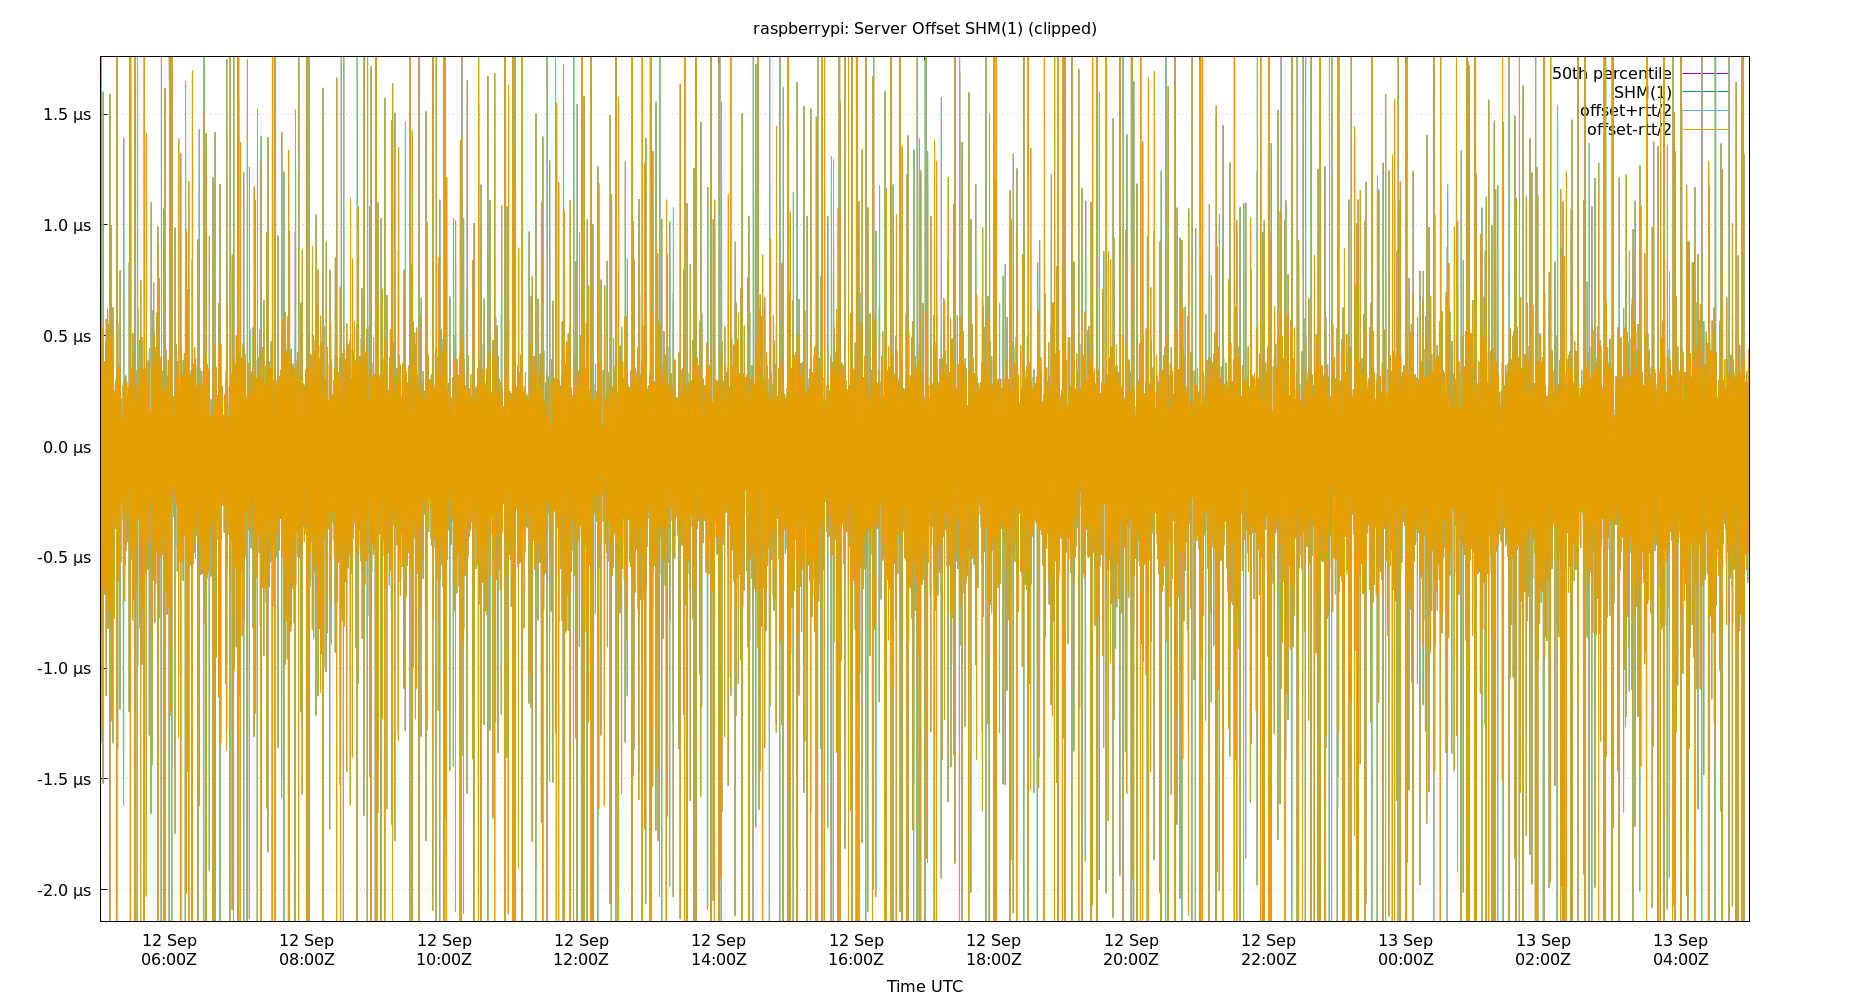 raspberrypi: Server Offset SHM(1) (clipped)
50th percentile
SHM(1)
offset+rtt/2
offset-rtt/2
1.5 µs
1.0 µs
0.5 µs
0.0 µs
-0.5 µs
-1.0 µs
-1.5 µs
-2.0 µs
12 Sep 12 Sep 12 Sep 12 Sep 12 Sep 12 Sep 12 Sep 12 Sep 12 Sep 13 Sep 13 Sep 13 Sep
06:00Z 08:00Z 10:00Z 12:00Z 14:00Z 16:00Z 18:00Z 20:00Z 22:00Z 00:00Z 02:00Z 04:00Z
Time UTC